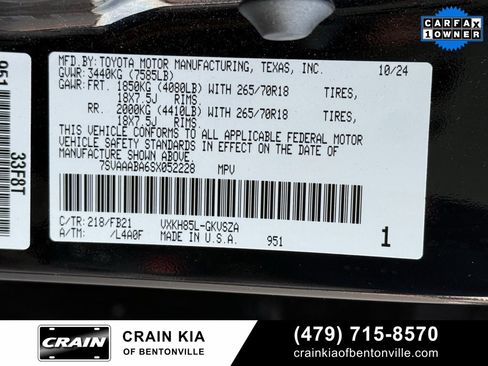 CARFAX
1 OWNER
MFD.BY:TOYOTA MOTOR MANUFACTURING, TEXAS, INC. 10/24
GVWR:3440KG (7585LB)
GAWR:FRT. 1850KG (4080LB) WITH 265/70R18 TIRES,
18X7.5J RIMS
RR. 2000KG (4410LB) WITH 265/70R18 TIRES,
18X7.5J RIMS
THIS VEHICLE CONFORMS TO ALL APPLICABLE FEDERAL MOTOR
VEHICLE SAFETY STANDARDS IN EFFECT ON THE DATE OF
MANUFACTURE SHOWN ABOVE.
7SVAAABA6SX052228 MPV
C/TR:218/FB21 VXKH85L-GKVSZA
A/TM: /L4A0F MADE IN U.S.A. 951 1
951
33F8T
CRAIN
CRAIN KIA
OF BENTONVILLE
(479) 715-8570
crainkiaofbentonville.com